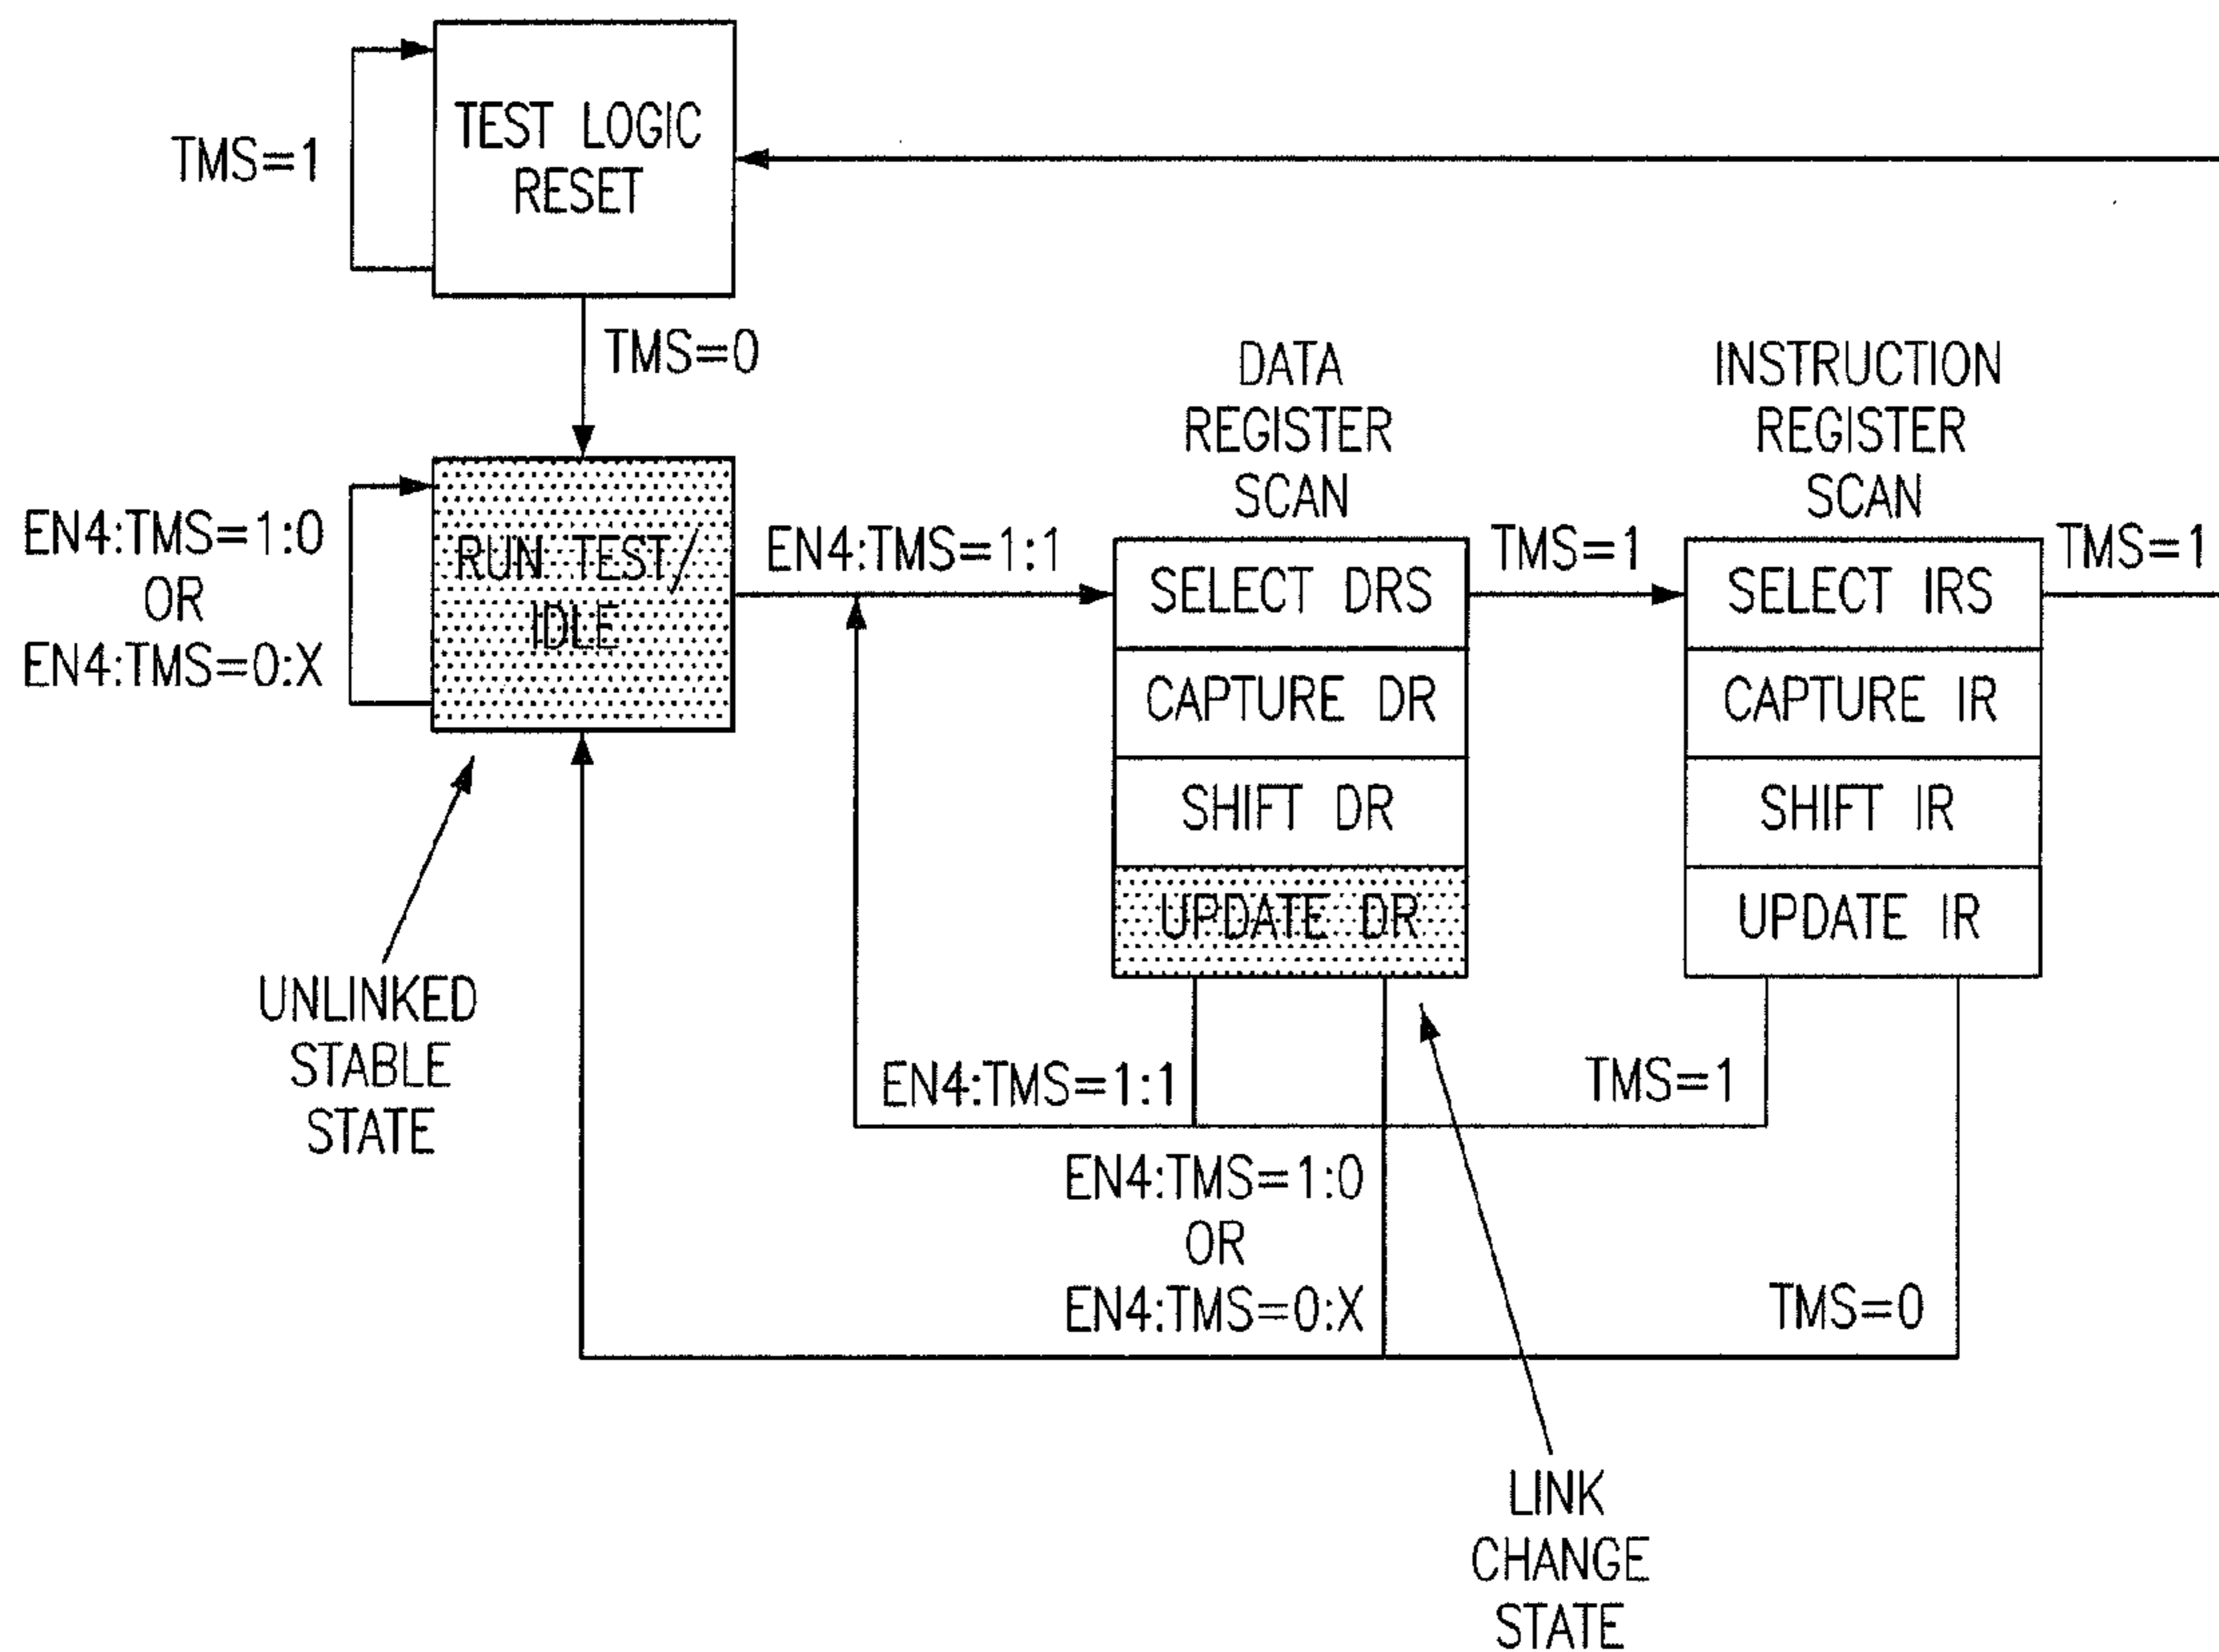 TEST LOGIC
RESET
TMS=1
TMS=0
DATA
REGISTER
SCAN
INSTRUCTION
REGISTER
SCAN
EN4:TMS=1:0
OR
EN4:TMS=0:X
RUN TEST/
IDLE
EN4:TMS=1:1
TMS=1
TMS=1
SELECT DRS
CAPTURE DR
SHIFT DR
UPDATE DR
SELECT IRS
CAPTURE IR
SHIFT IR
UPDATE IR
UNLINKED
STABLE
STATE
EN4:TMS=1:1
TMS=1
EN4:TMS=1:0
OR
EN4:TMS=0:X
TMS=0
LINK
CHANGE
STATE